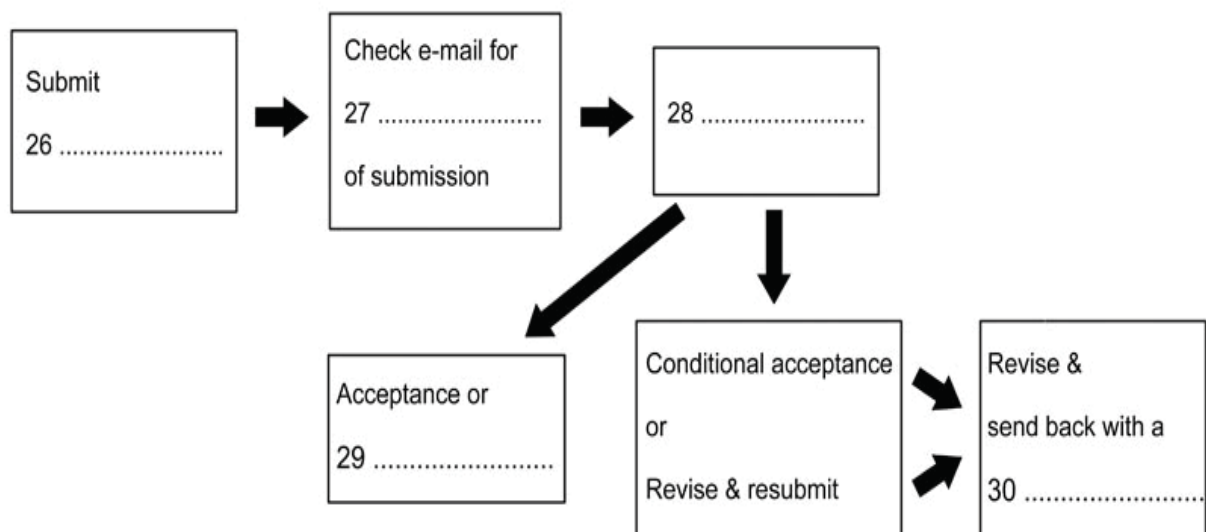 Submit
26 ..........................
Check e-mail for
27 ..........................
of submission
28 ..........................
Acceptance or
29 .............................
Conditional acceptance
or
Revise & resubmit
Revise &
send back with a
30 .............................